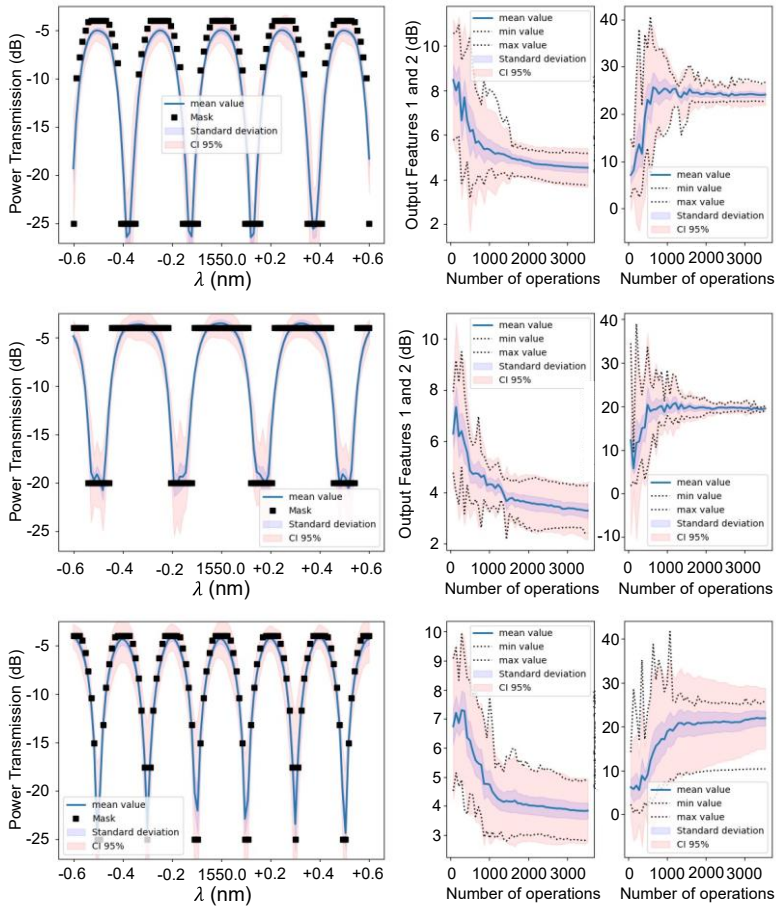 Power Transmission (dB)
-5
-10
-15
-20
-25
mean value
Mask
Standard deviation
CI 95%
-0.6 -0.4 -0.2 1550.0 +0.2 +0.4 +0.6
λ (nm)
Output Features 1 and 2 (dB)
10
8
6
4
2
mean value
min value
max value
Standard deviation
CI 95%
0 1000 2000 3000
Number of operations
40
30
20
10
0
mean value
min value
max value
Standard deviation
CI 95%
0 1000 2000 3000
Number of operations
Power Transmission (dB)
-5
-10
-15
-20
-25
mean value
Mask
Standard deviation
CI 95%
-0.6 -0.4 -0.2 1550.0 +0.2 +0.4 +0.6
λ (nm)
Output Features 1 and 2 (dB)
10
8
6
4
2
mean value
min value
max value
Standard deviation
CI 95%
0 1000 2000 3000
Number of operations
40
30
20
10
0
-10
mean value
min value
max value
Standard deviation
CI 95%
0 1000 2000 3000
Number of operations
Power Transmission (dB)
-5
-10
-15
-20
-25
mean value
Mask
Standard deviation
CI 95%
-0.6 -0.4 -0.2 1550.0 +0.2 +0.4 +0.6
λ (nm)
Output Features 1 and 2 (dB)
10
9
8
7
6
5
4
3
mean value
min value
max value
Standard deviation
CI 95%
0 1000 2000 3000
Number of operations
40
30
20
10
0
mean value
min value
max value
Standard deviation
CI 95%
0 1000 2000 3000
Number of operations